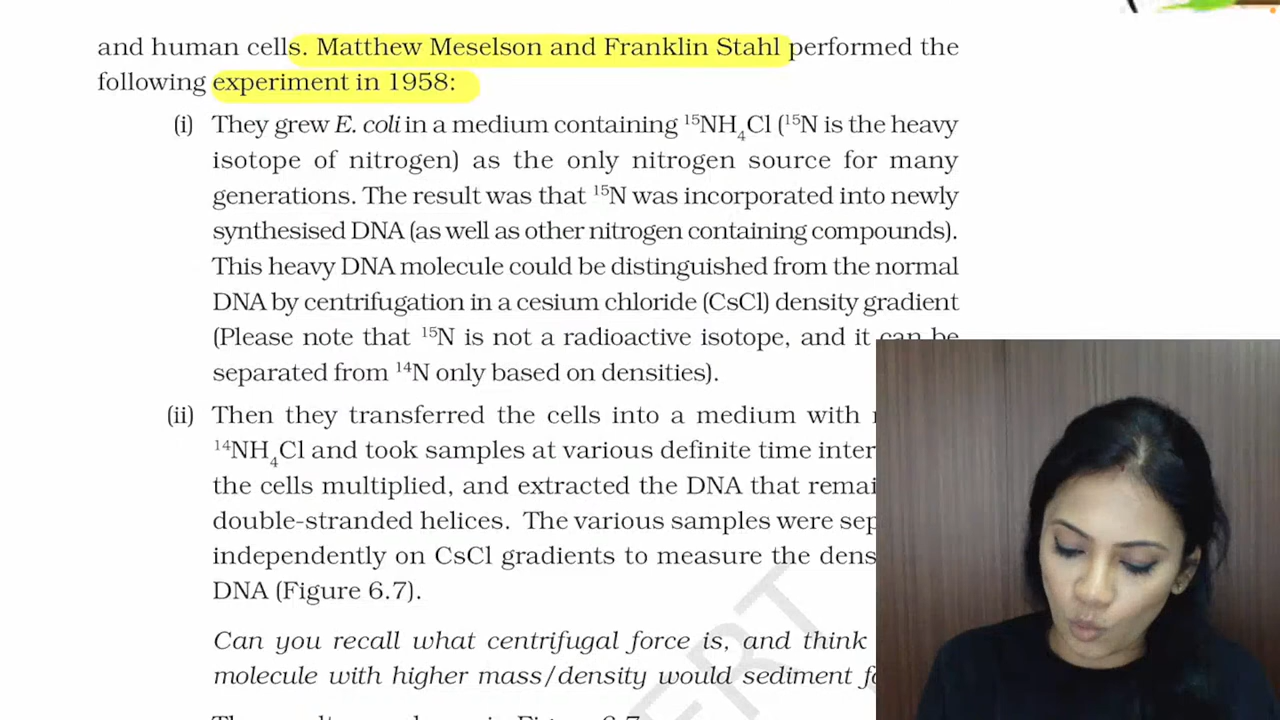 and human cells. Matthew Meselson and Franklin Stahl performed the
following experiment in 1958:
(i) They grew E. coli in a medium containing ¹⁵NH₄Cl (¹⁵N is the heavy
isotope of nitrogen) as the only nitrogen source for many
generations. The result was that ¹⁵N was incorporated into newly
synthesised DNA (as well as other nitrogen containing compounds).
This heavy DNA molecule could be distinguished from the normal
DNA by centrifugation in a cesium chloride (CsCl) density gradient
(Please note that ¹⁵N is not a radioactive isotope, and it can be
separated from ¹⁴N only based on densities).
(ii) Then they transferred the cells into a medium with
¹⁴NH₄Cl and took samples at various definite time
the cells multiplied, and extracted the DNA that
double-stranded helices. The various samples were
independently on CsCl gradients to measure the
DNA (Figure 6.7).
Can you recall what centrifugal force is, and think
molecule with higher mass/density would sediment
NCERT